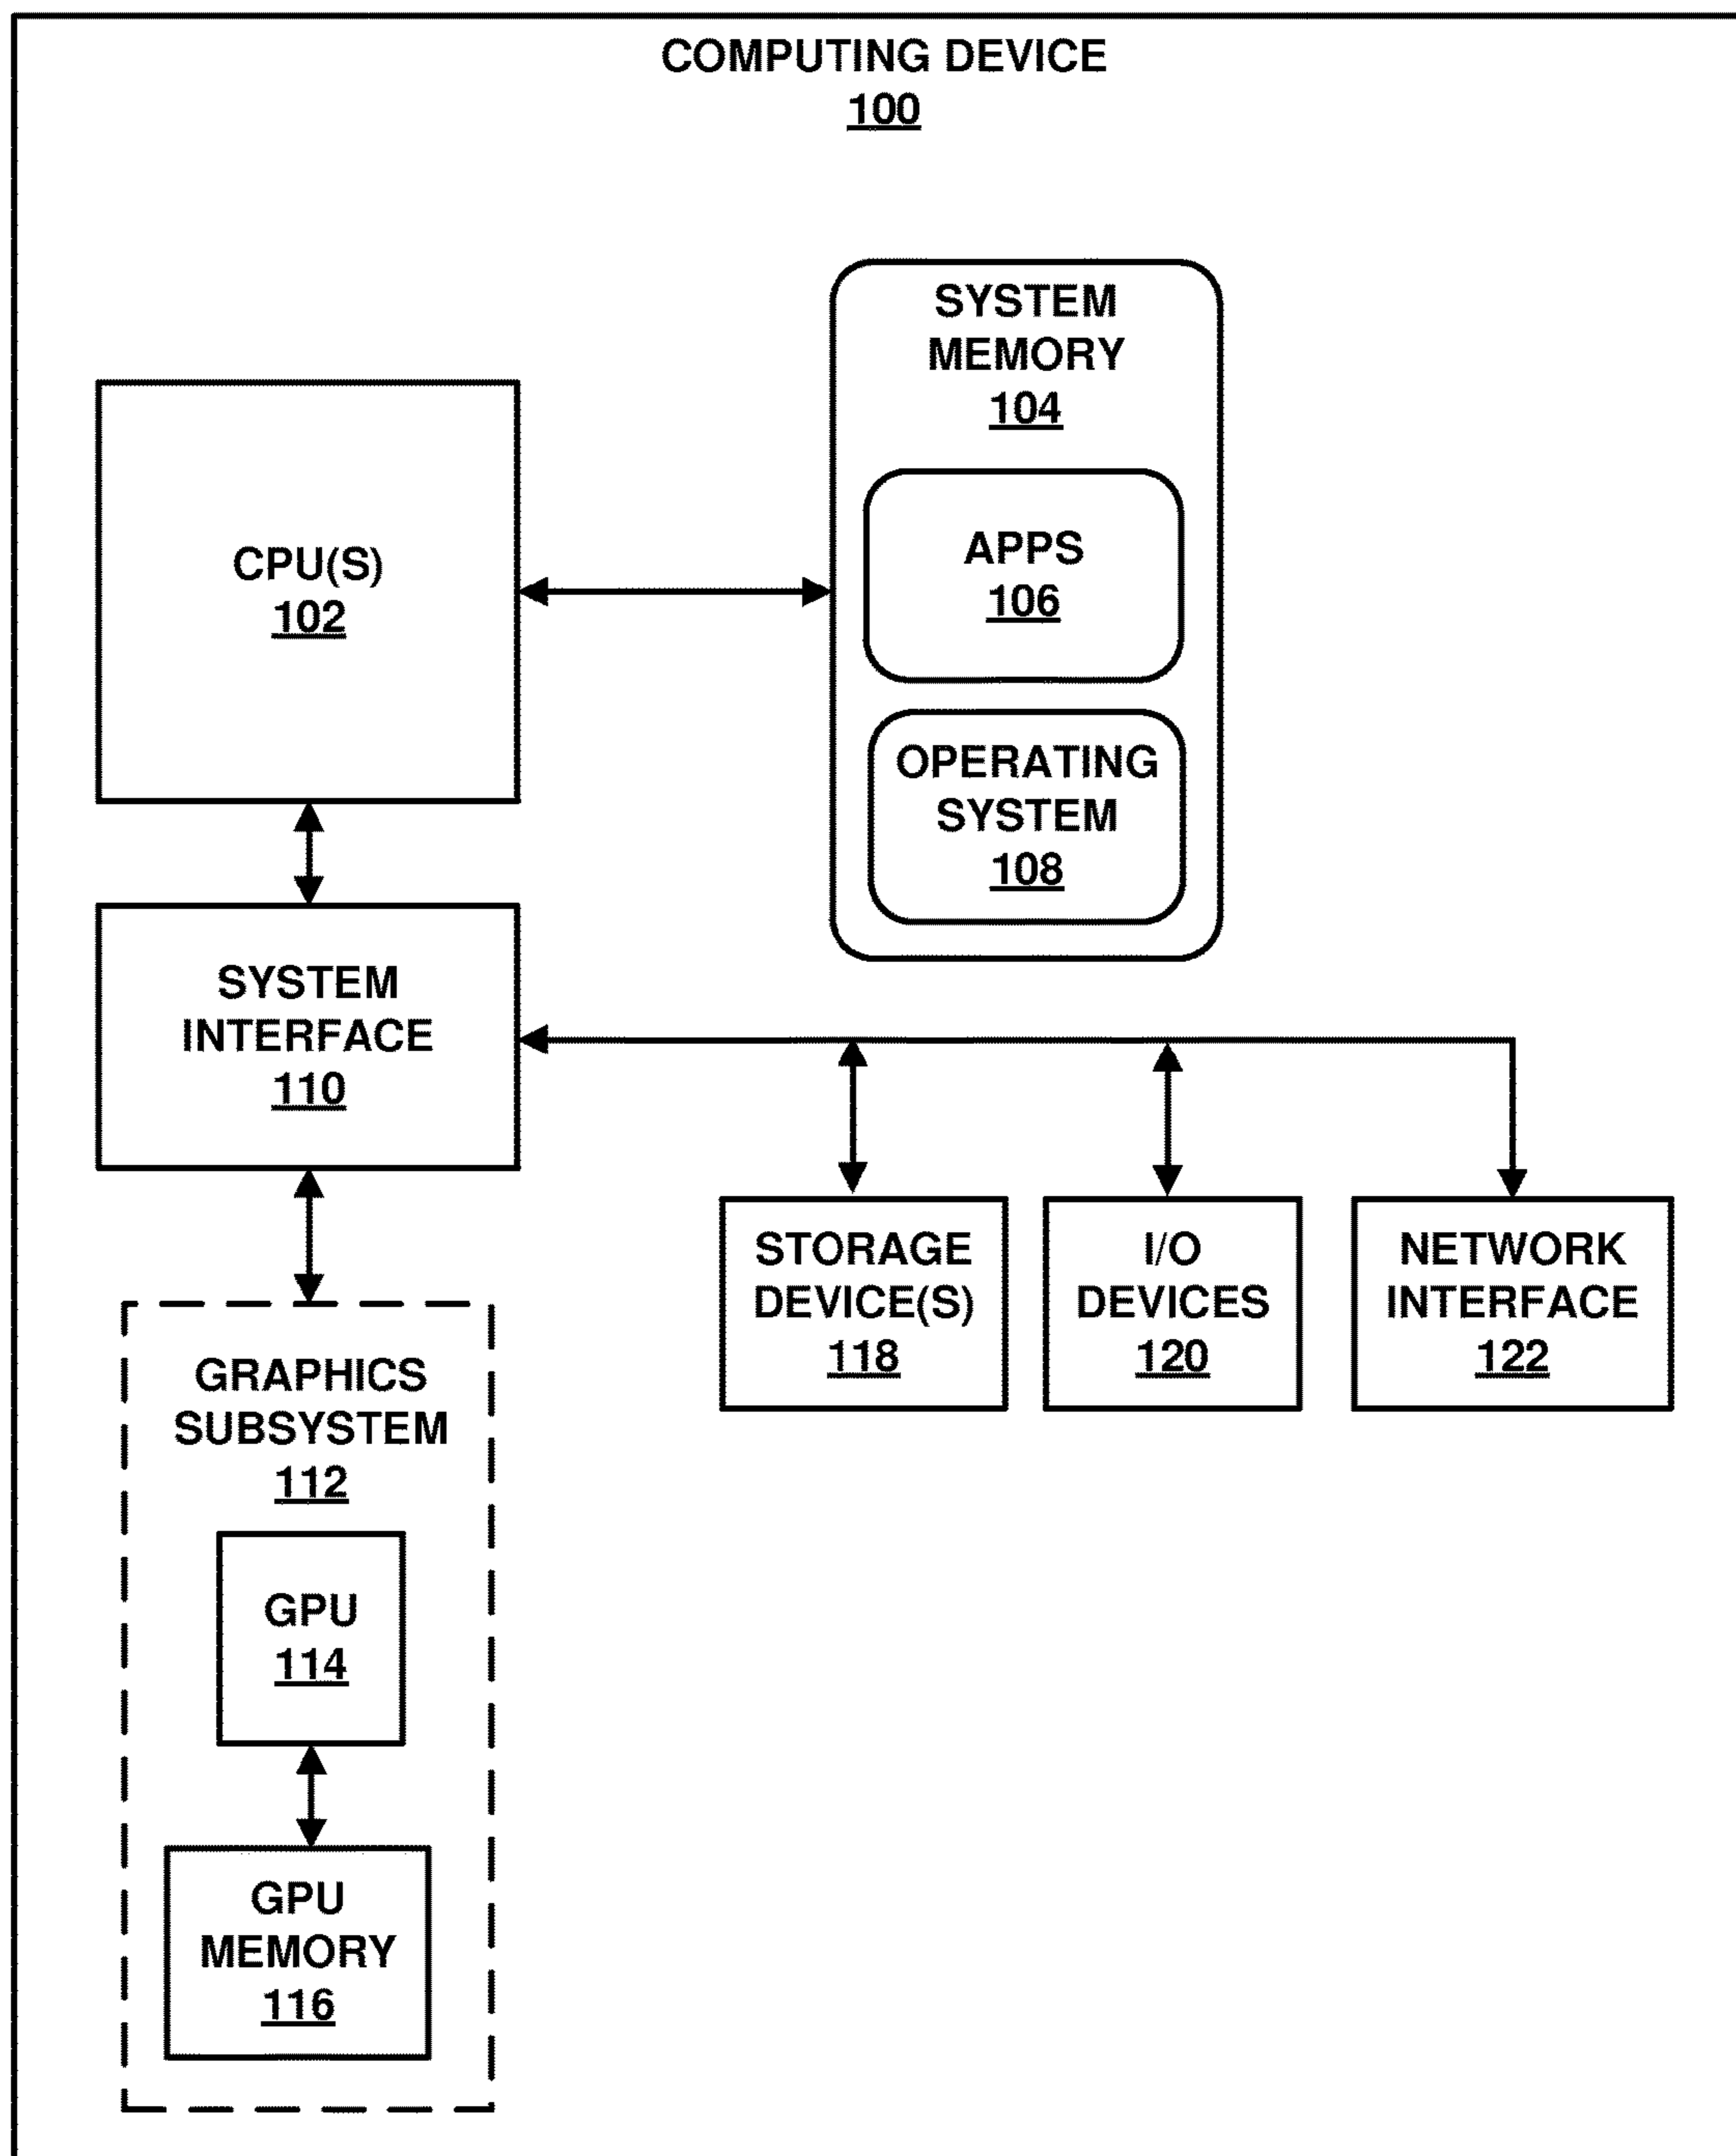 COMPUTING DEVICE
100
SYSTEM
MEMORY
104
CPU(S)
102
APPS
106
OPERATING
SYSTEM
108
SYSTEM
INTERFACE
110
STORAGE
DEVICE(S)
118
I/O
DEVICES
120
NETWORK
INTERFACE
122
GRAPHICS
SUBSYSTEM
112
GPU
114
GPU
MEMORY
116